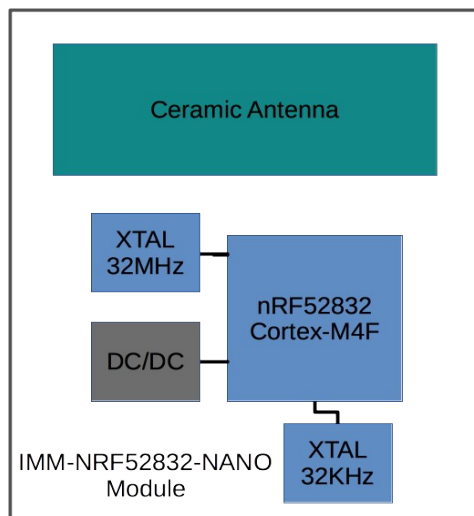 Ceramic Antenna
XTAL
32MHz
nRF52832
Cortex-M4F
DC/DC
XTAL
32KHz
IMM-NRF52832-NANO
Module